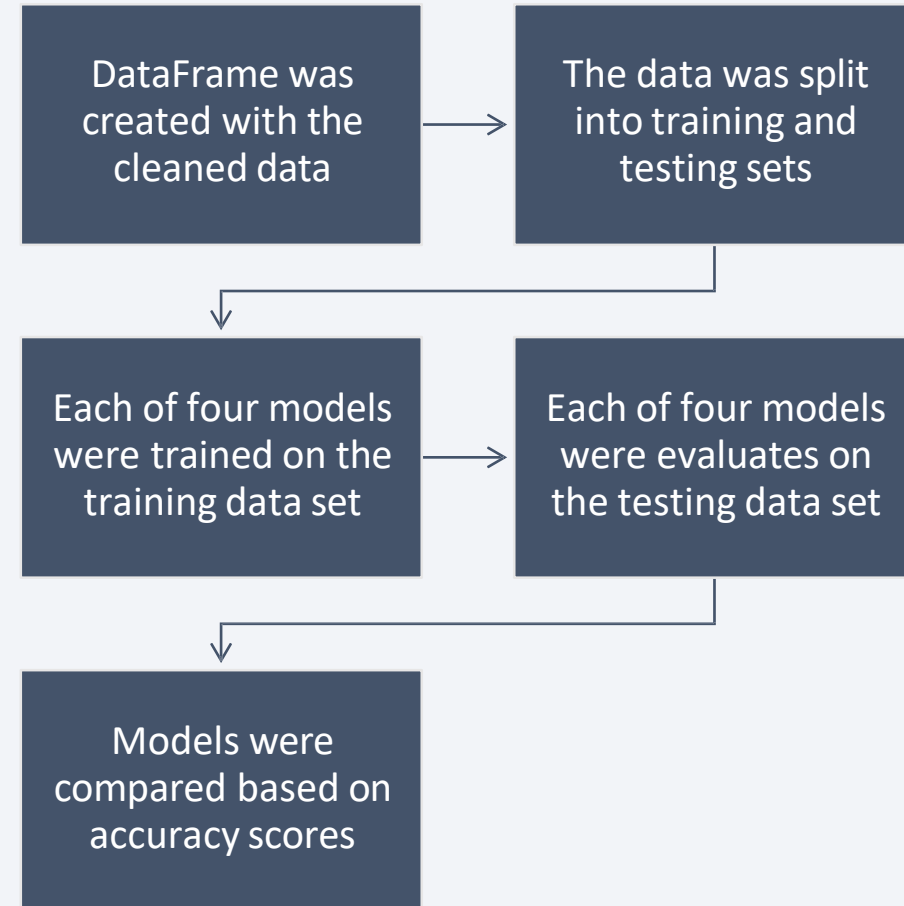 DataFrame was
created with the
cleaned data
The data was split
into training and
testing sets
Each of four models
were trained on the
training data set
Each of four models
were evaluates on
the testing data set
Models were
compared based on
accuracy scores